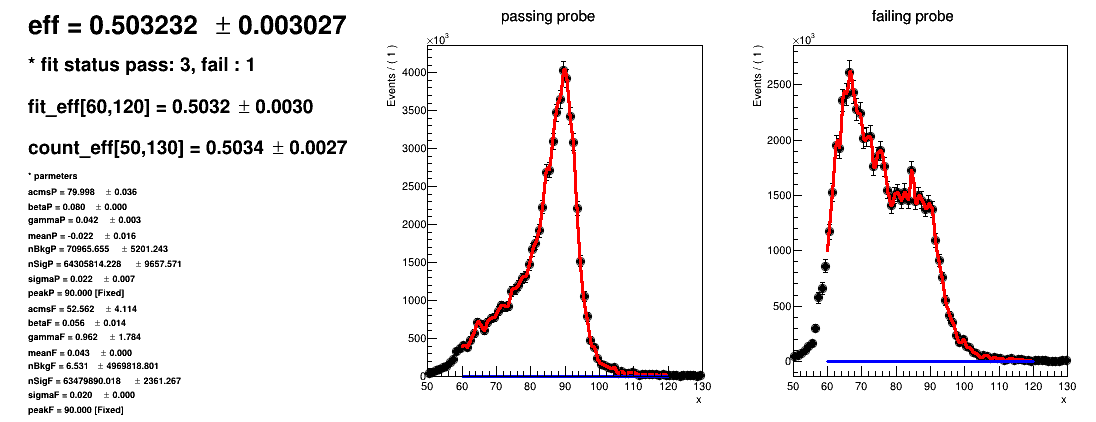 eff = 0.503232 ± 0.003027
* fit status pass: 3, fail : 1
fit_eff[60,120] = 0.5032 ± 0.0030
count_eff[50,130] = 0.5034 ± 0.0027
* parmeters
acmsP = 79.998 ± 0.036
betaP = 0.080 ± 0.000
gammaP = 0.042 ± 0.003
meanP = -0.022 ± 0.016
nBkgP = 70965.655 ± 5201.243
nSigP = 64305814.228 ± 9657.571
sigmaP = 0.022 ± 0.007
peakP = 90.000 [Fixed]
acmsF = 52.562 ± 4.114
betaF = 0.056 ± 0.014
gammaF = 0.962 ± 1.784
meanF = 0.043 ± 0.000
nBkgF = 6.531 ± 4969818.801
nSigF = 63479890.018 ± 2361.267
sigmaF = 0.020 ± 0.000
peakF = 90.000 [Fixed]
passing probe
×10³
Events / ( 1 )
4000
3500
3000
2500
2000
1500
1000
500
0
50 60 70 80 90 100 110 120 130
x
failing probe
×10³
Events / ( 1 )
2500
2000
1500
1000
500
0
50 60 70 80 90 100 110 120 130
x